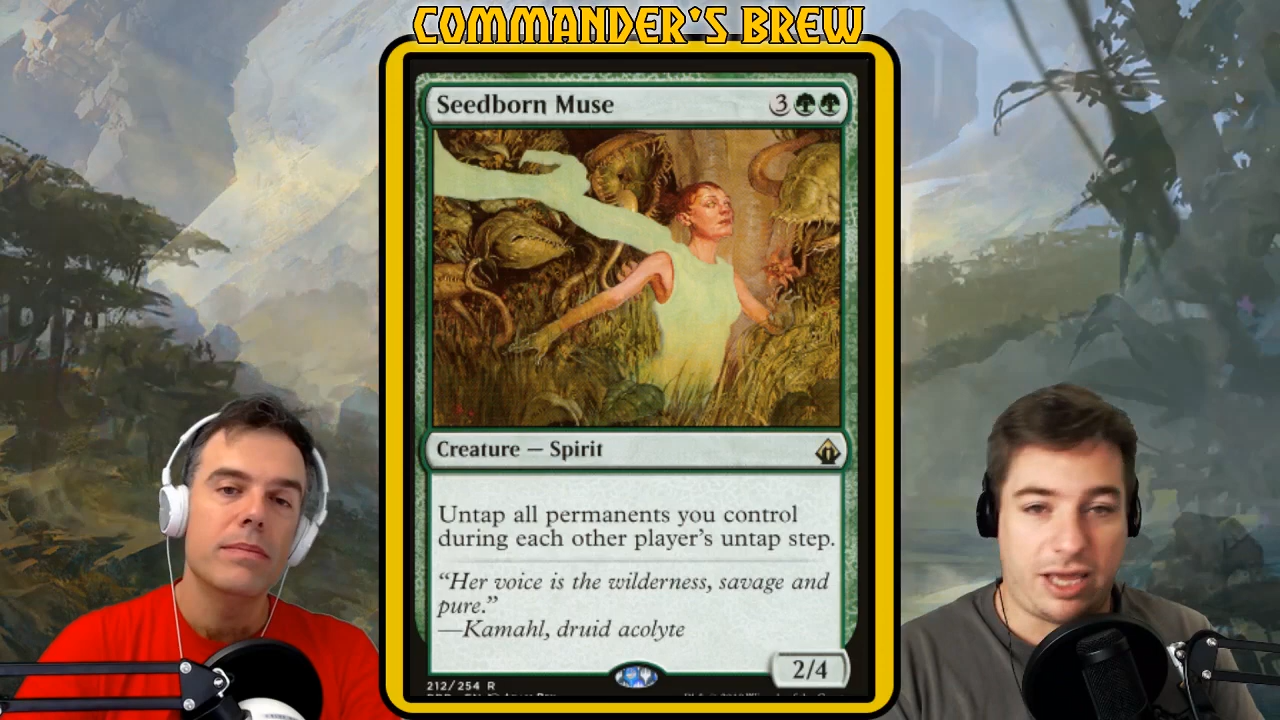 COMMANDER'S BREW
Seedborn Muse 3
Creature — Spirit
Untap all permanents you control
during each other player's untap step.
“Her voice is the wilderness, savage and
pure.”
—Kamahl, druid acolyte
2/4
212/254 R